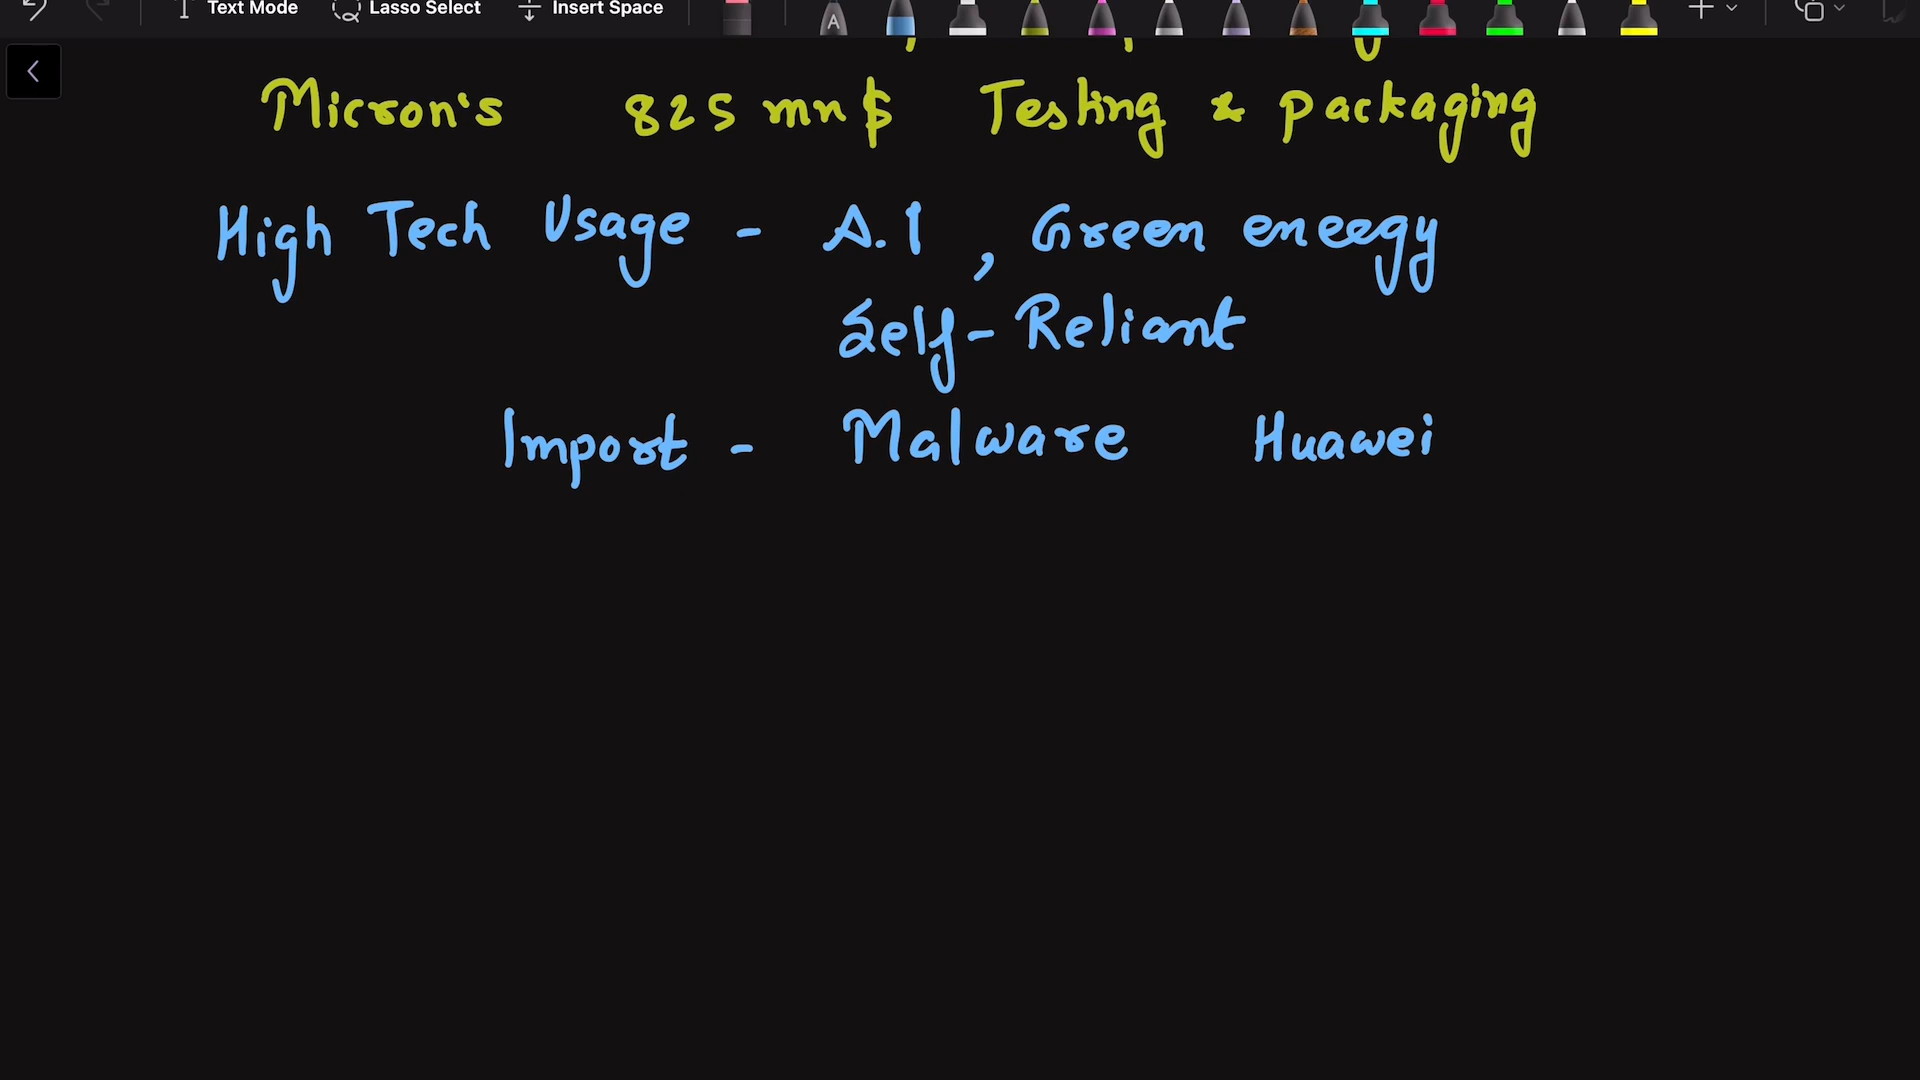 Text Mode Lasso Select Insert Space
Micron's 825 mn $ Testing & packaging
High Tech Usage - A.I, Green energy
Self-Reliant
Import - Malware Huawei